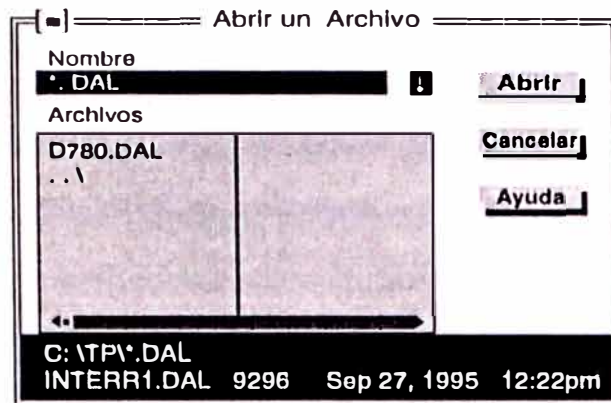 Abrir un Archivo
Nombre
*. DAL
Abrir
Archivos
D780.DAL
..\
Cancelar
Ayuda
C: \TP\*.DAL
INTERR1.DAL 9296 Sep 27, 1995 12:22pm